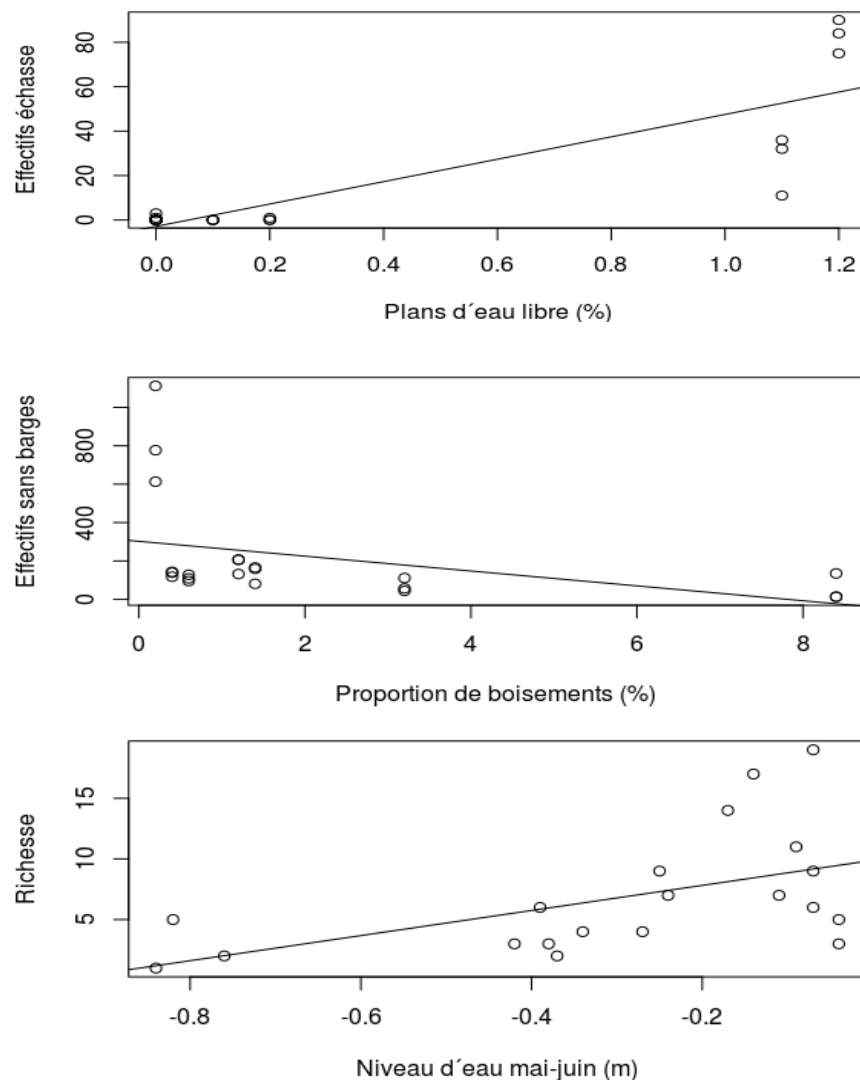 Effectifs échasse
80
60
40
20
0
0.0 0.2 0.4 0.6 0.8 1.0 1.2
Plans d´eau libre (%)
Effectifs sans barges
800
400
0
0 2 4 6 8
Proportion de boisements (%)
Richesse
15
10
5
-0.8 -0.6 -0.4 -0.2
Niveau d´eau mai-juin (m)